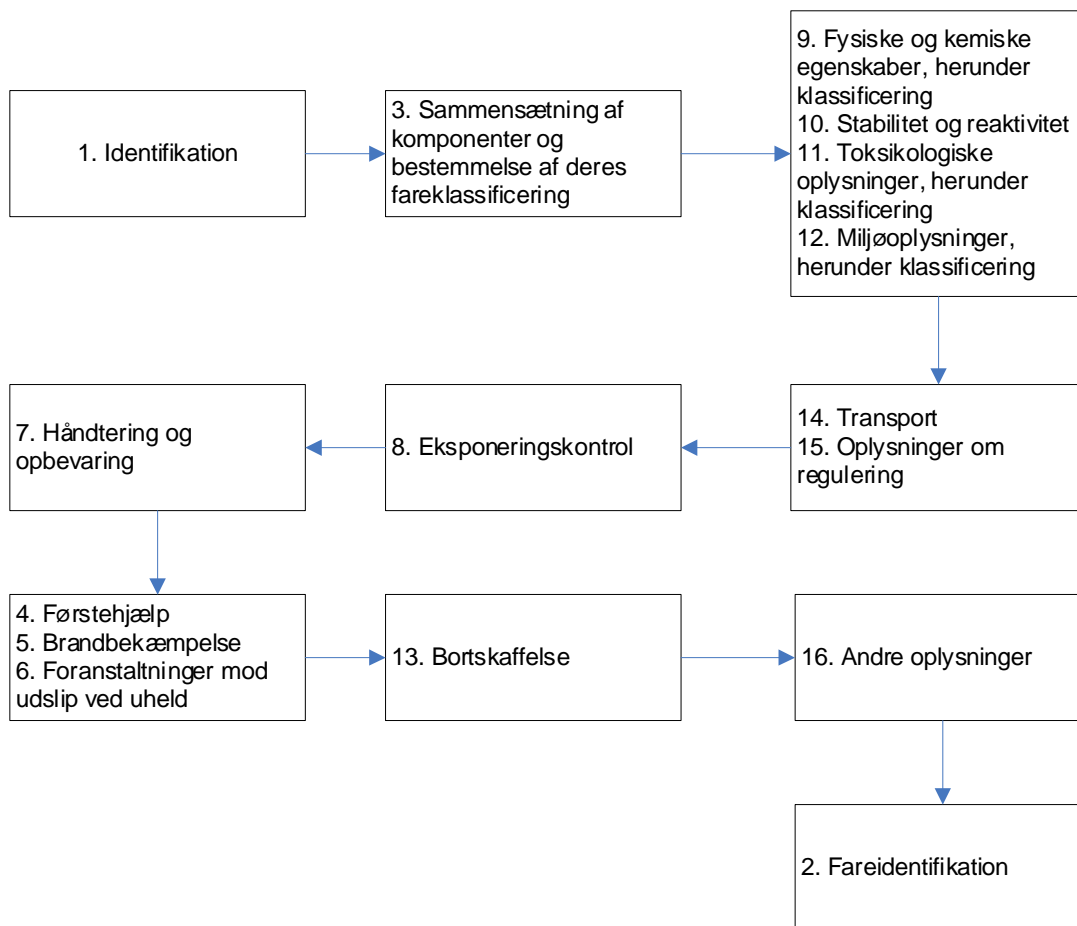 1. Identifikation
3. Sammensætning af
komponenter og
bestemmelse af deres
fareklassificering
9. Fysiske og kemiske
egenskaber, herunder
klassificering
10. Stabilitet og reaktivitet
11. Toksikologiske
oplysninger, herunder
klassificering
12. Miljøoplysninger,
herunder klassificering
14. Transport
15. Oplysninger om
regulering
8. Eksponeringskontrol
7. Håndtering og
opbevaring
4. Førstehjælp
5. Brandbekæmpelse
6. Foranstaltninger mod
udslip ved uheld
13. Bortskaffelse
16. Andre oplysninger
2. Fareidentifikation